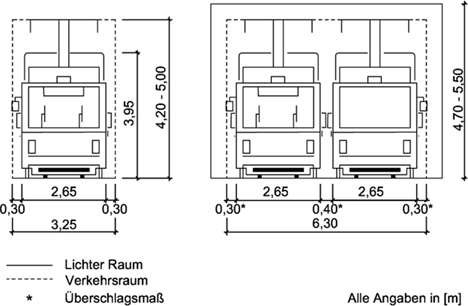 3,95
4,20 - 5,00
4,70 - 5,50
2,65
2,65
2,65
0,30
0,30
0,30*
0,40*
0,30*
3,25
6,30
Lichter Raum
Verkehrsraum
* Überschlagsmaß
Alle Angaben in [m]